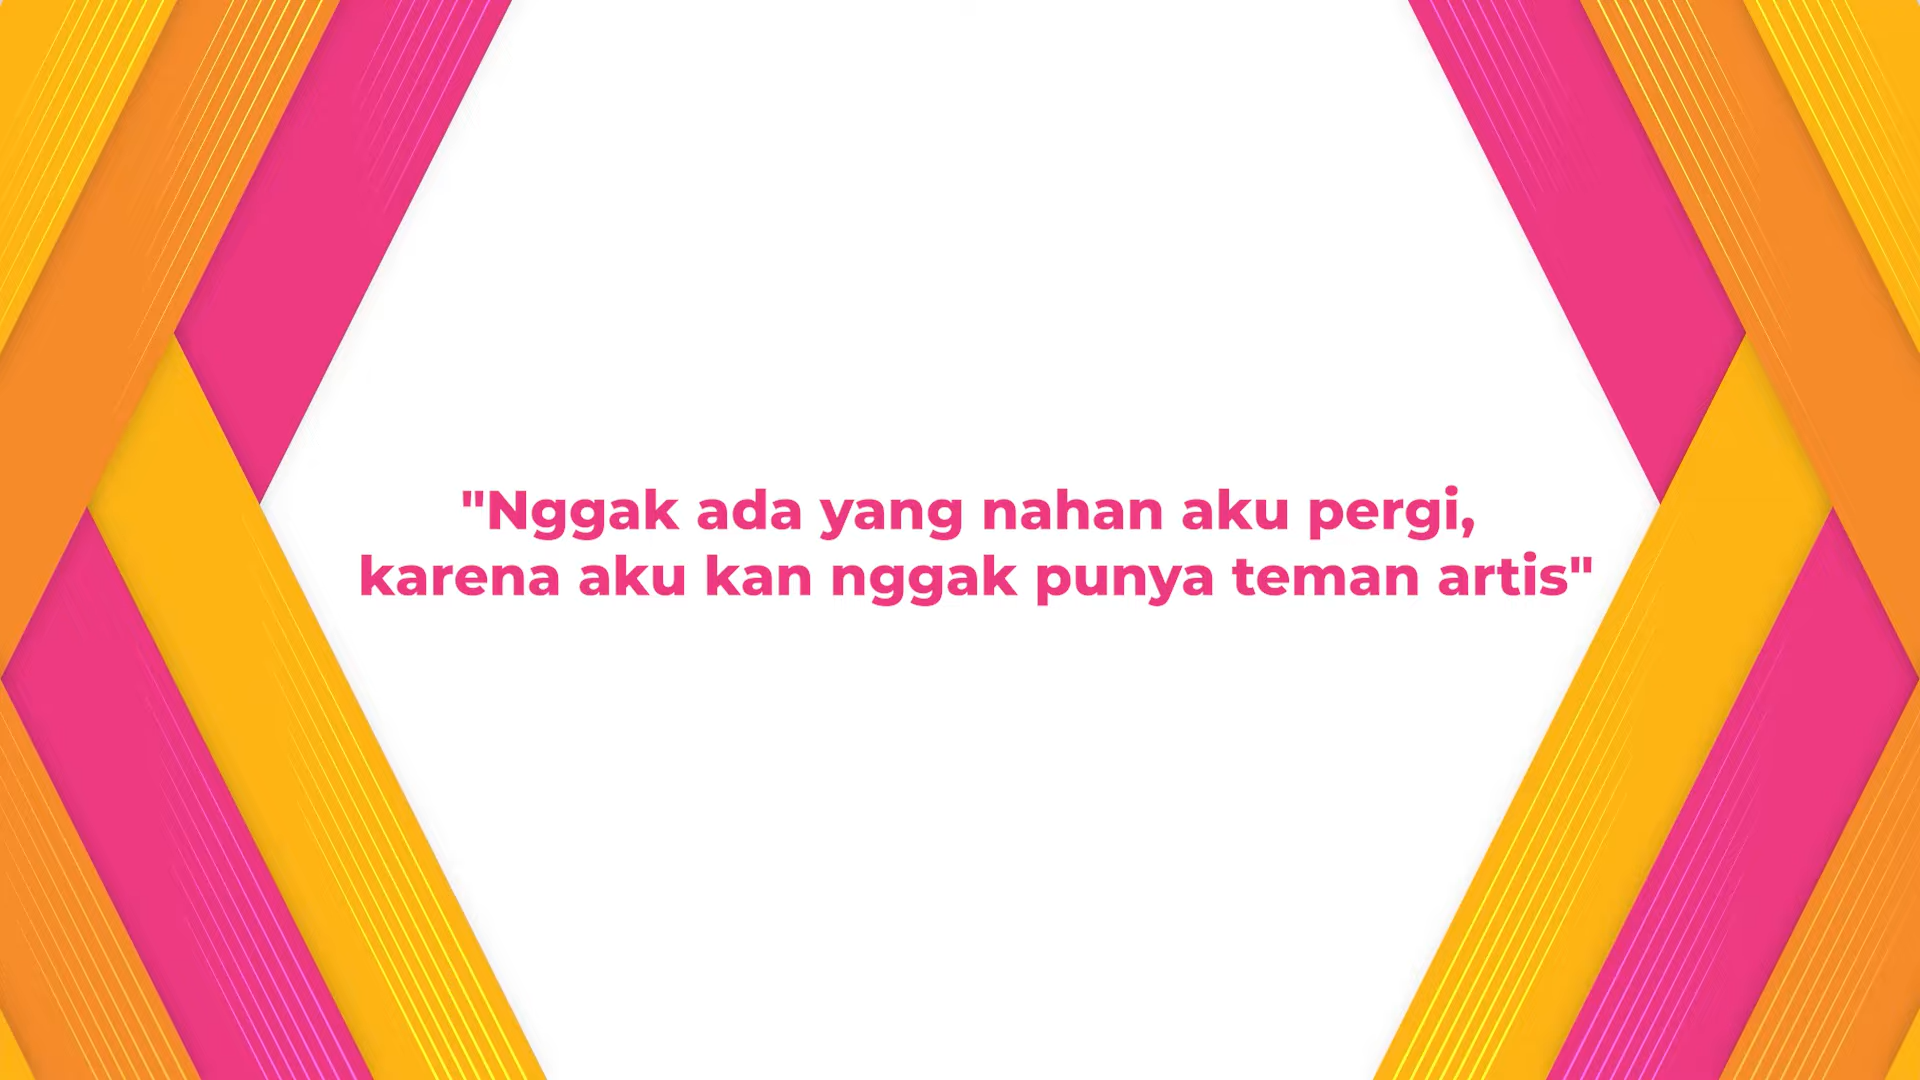 "Nggak ada yang nahan aku pergi,
karena aku kan nggak punya teman artis"